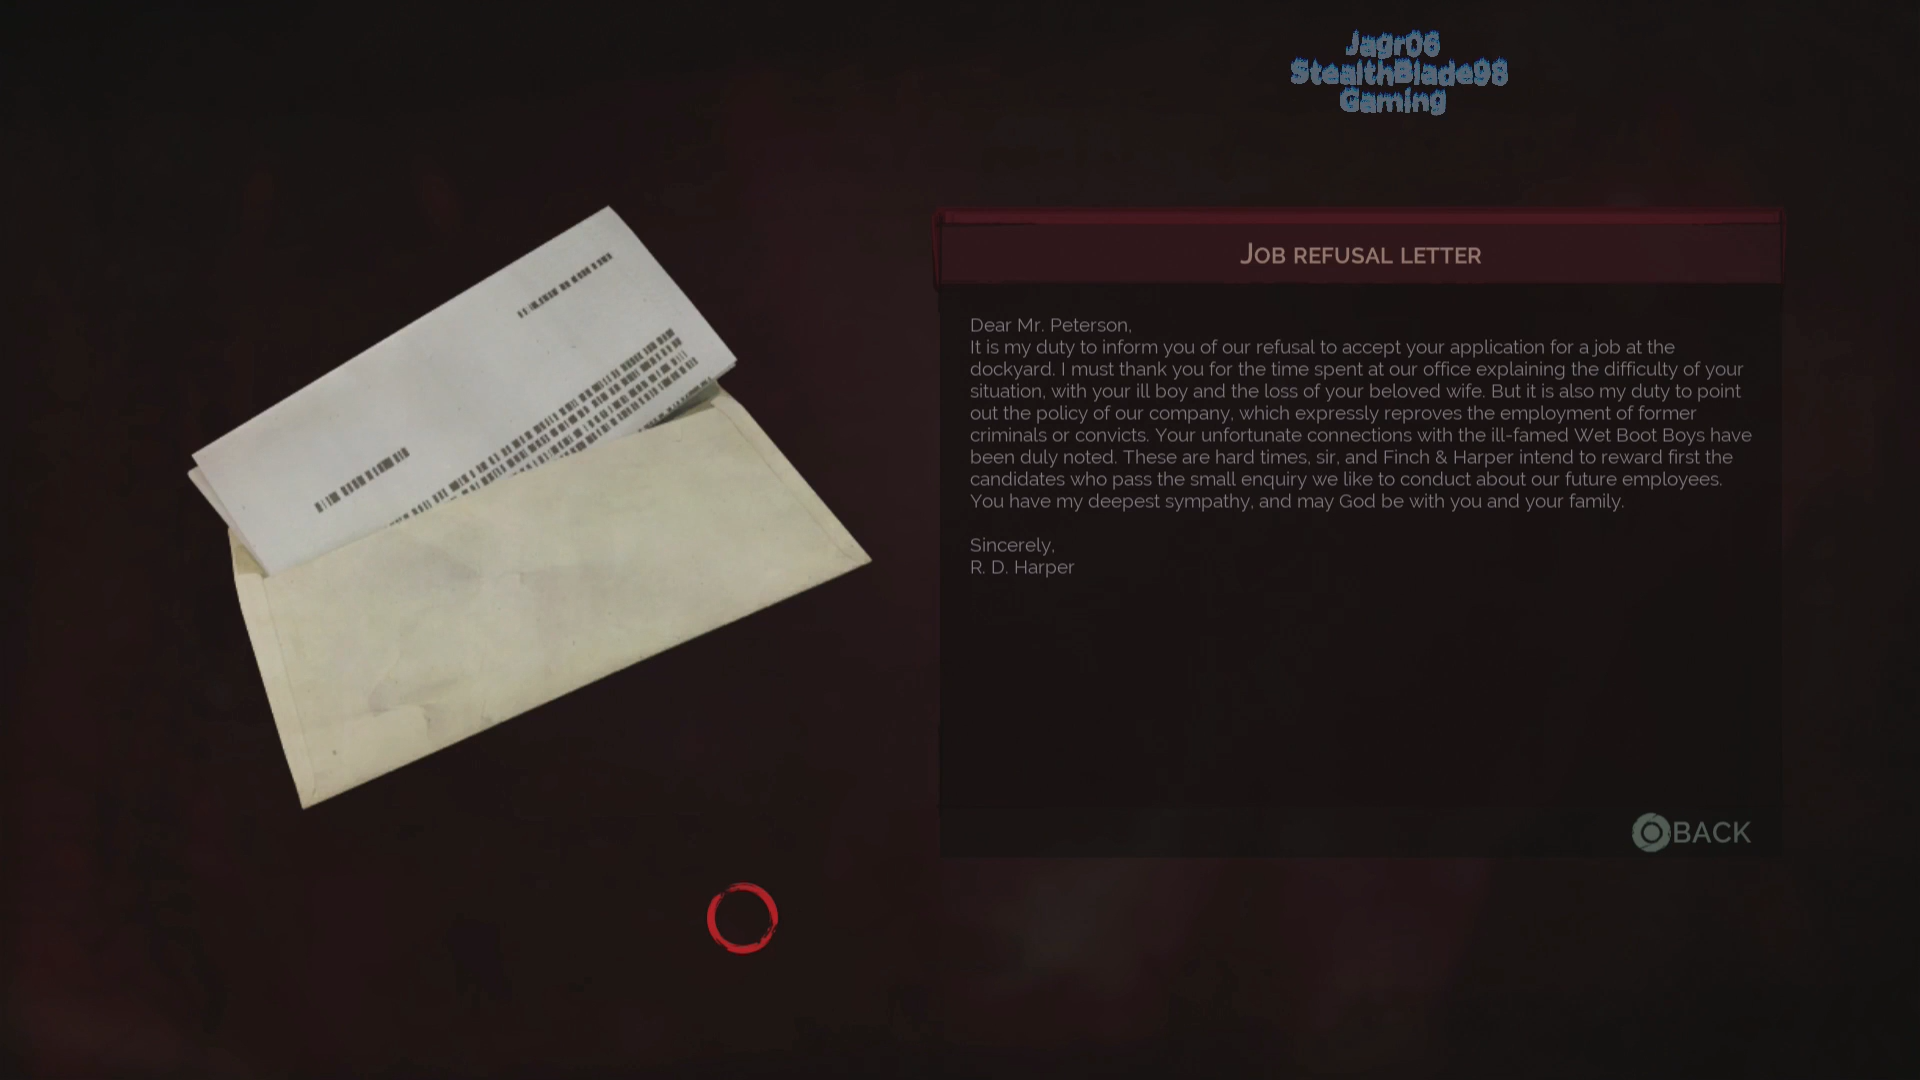 Jagr06
StealthBlade98
Gaming
JOB REFUSAL LETTER
Dear Mr. Peterson,
It is my duty to inform you of our refusal to accept your application for a job at the
dockyard. I must thank you for the time spent at our office explaining the difficulty of your
situation, with your ill boy and the loss of your beloved wife. But it is also my duty to point
out the policy of our company, which expressly reproves the employment of former
criminals or convicts. Your unfortunate connections with the ill-famed Wet Boot Boys have
been duly noted. These are hard times, sir, and Finch & Harper intend to reward first the
candidates who pass the small enquiry we like to conduct about our future employees.
You have my deepest sympathy, and may God be with you and your family.
Sincerely,
R. D. Harper
BACK